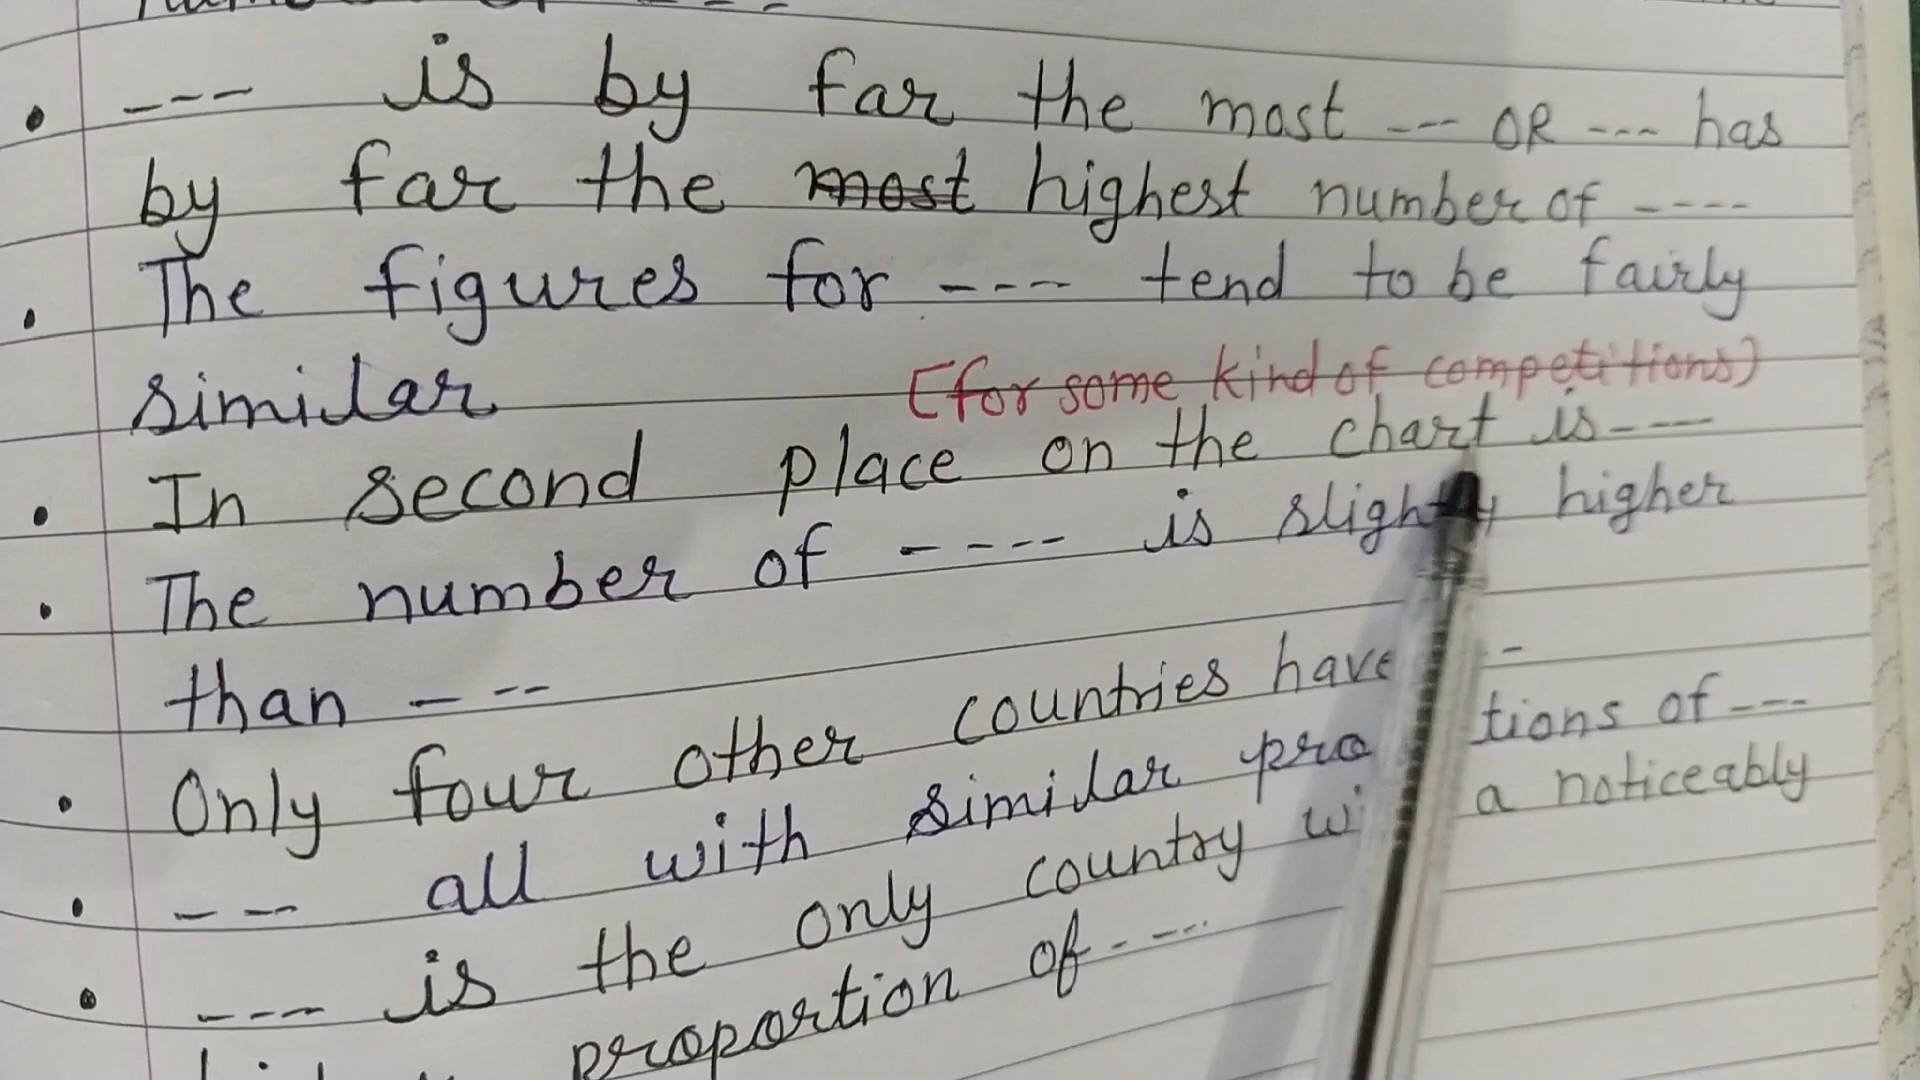 • --- is by far the most --- OR --- has
by far the most highest number of ----
• The figures for ---- tend to be fairly
similar
(for some kind of competitions)
• In second place on the chart is ---
• The number of ---- is slightly higher
than ---
• Only four other countries have -
• -- all with similar pro tions of ---
• --- is the only country a noticeably
proportion of ----